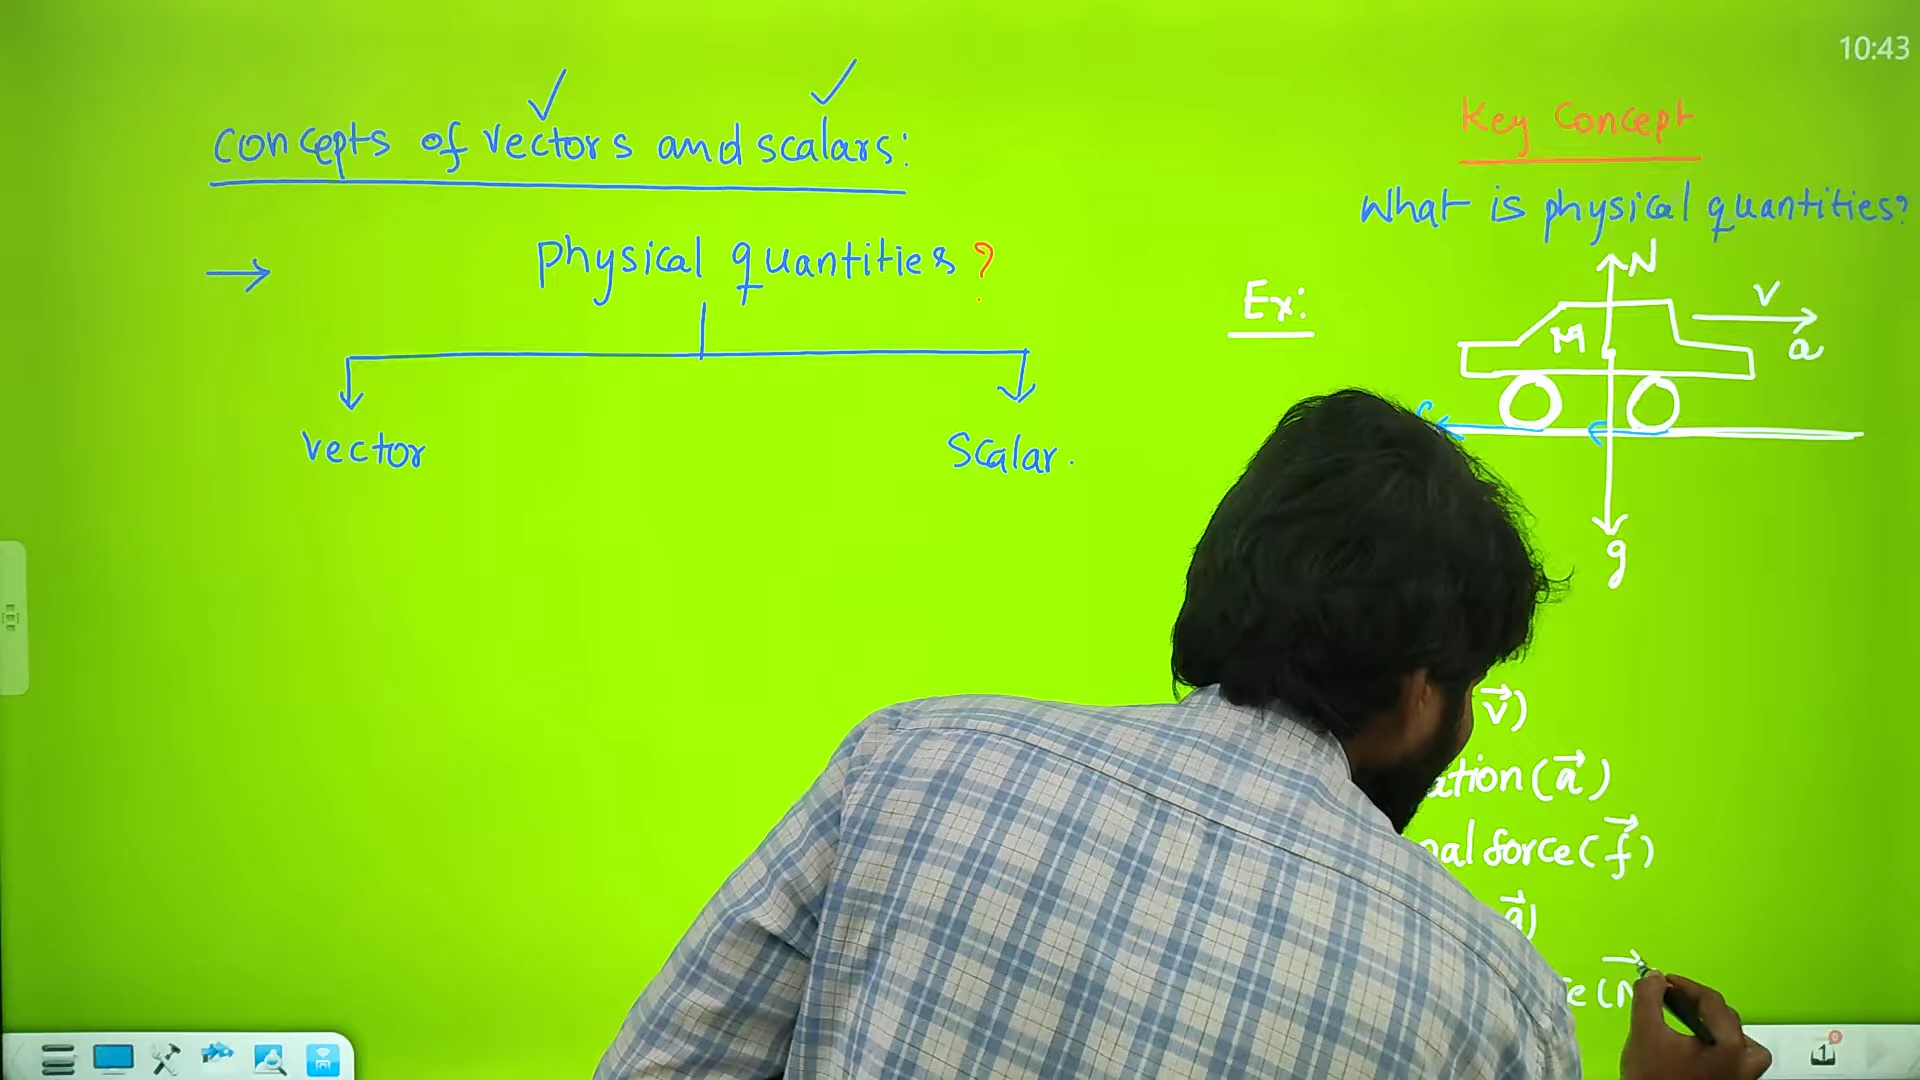 10:43
Concepts of vectors and scalars:
→ Physical quantities ?
Vector
Scalar.
Key Concept
What is physical quantities?
Ex:
N
M
V
a
g
v)
ation (a)
nal force (f)
g)
e (N